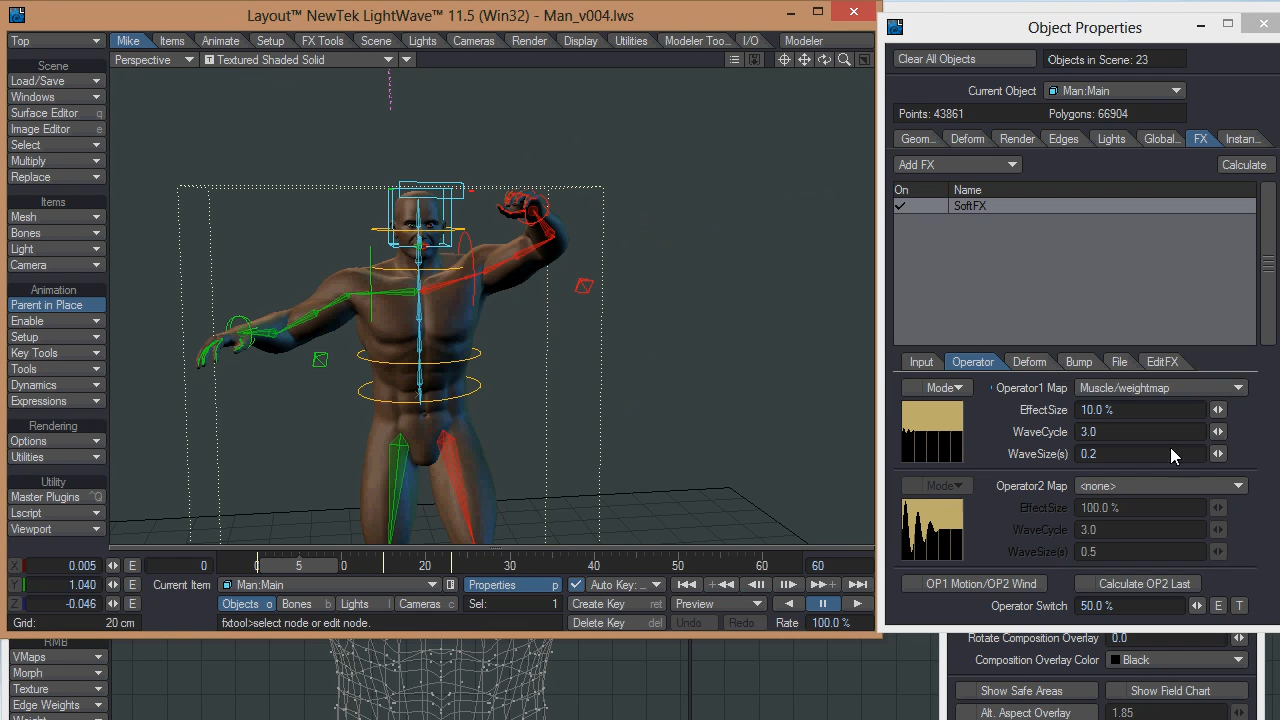 Layout™ NewTek LightWave™ 11.5 (Win32) - Man_v004.lws
Top
Mike Items Animate Setup FX Tools Scene Lights Cameras Render Display Utilities Modeler Too... I/O Modeler
Perspective
Textured Shaded Solid
Scene
Load/Save
Windows
Surface Editor q
Image Editor e
Select
Multiply
Replace
Items
Mesh
Bones
Light
Camera
Animation
Parent in Place
Enable
Setup
Key Tools
Tools
Dynamics
Expressions
Rendering
Options
Utilities
Utility
Master Plugins ^Q
Lscript
Viewport
X 0.005 E
Y 1.040 E
Z -0.046 E
Grid: 20 cm
0
0 5 0 20 30 40 50 60
60
Current Item Man:Main
Properties p
Auto Key:
Objects o Bones b Lights l Cameras c
Sel: 1
Create Key ret
Preview
fxtool>select node or edit node.
Delete Key del
Undo Redo
Rate 100.0 %
Object Properties
Clear All Objects
Objects in Scene: 23
Current Object Man:Main
Points: 43861 Polygons: 66904
Geom... Deform Render Edges Lights Global... FX Instan...
Add FX
Calculate
On Name
SoftFX
Input Operator Deform Bump File EditFX
Mode Operator1 Map Muscle/weightmap
EffectSize 10.0 %
WaveCycle 3.0
WaveSize(s) 0.2
Mode Operator2 Map <none>
EffectSize 100.0 %
WaveCycle 3.0
WaveSize(s) 0.5
OP1 Motion/OP2 Wind Calculate OP2 Last
Operator Switch 50.0 % E T
RMB
VMaps
Morph
Texture
Edge Weights
Rotate Composition Overlay 0.0
Composition Overlay Color Black
Show Safe Areas Show Field Chart
Alt. Aspect Overlay 1.85